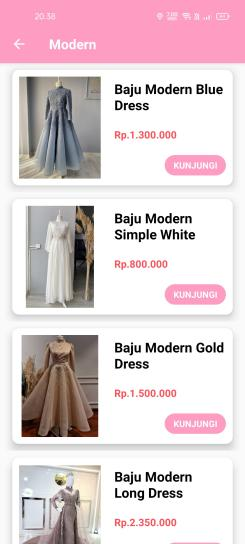 20.38
Modern
Baju Modern Blue
Dress
Rp.1.300.000
KUNJUNGI
Baju Modern
Simple White
Rp.800.000
KUNJUNGI
Baju Modern Gold
Dress
Rp.1.500.000
KUNJUNGI
Baju Modern
Long Dress
Rp.2.350.000